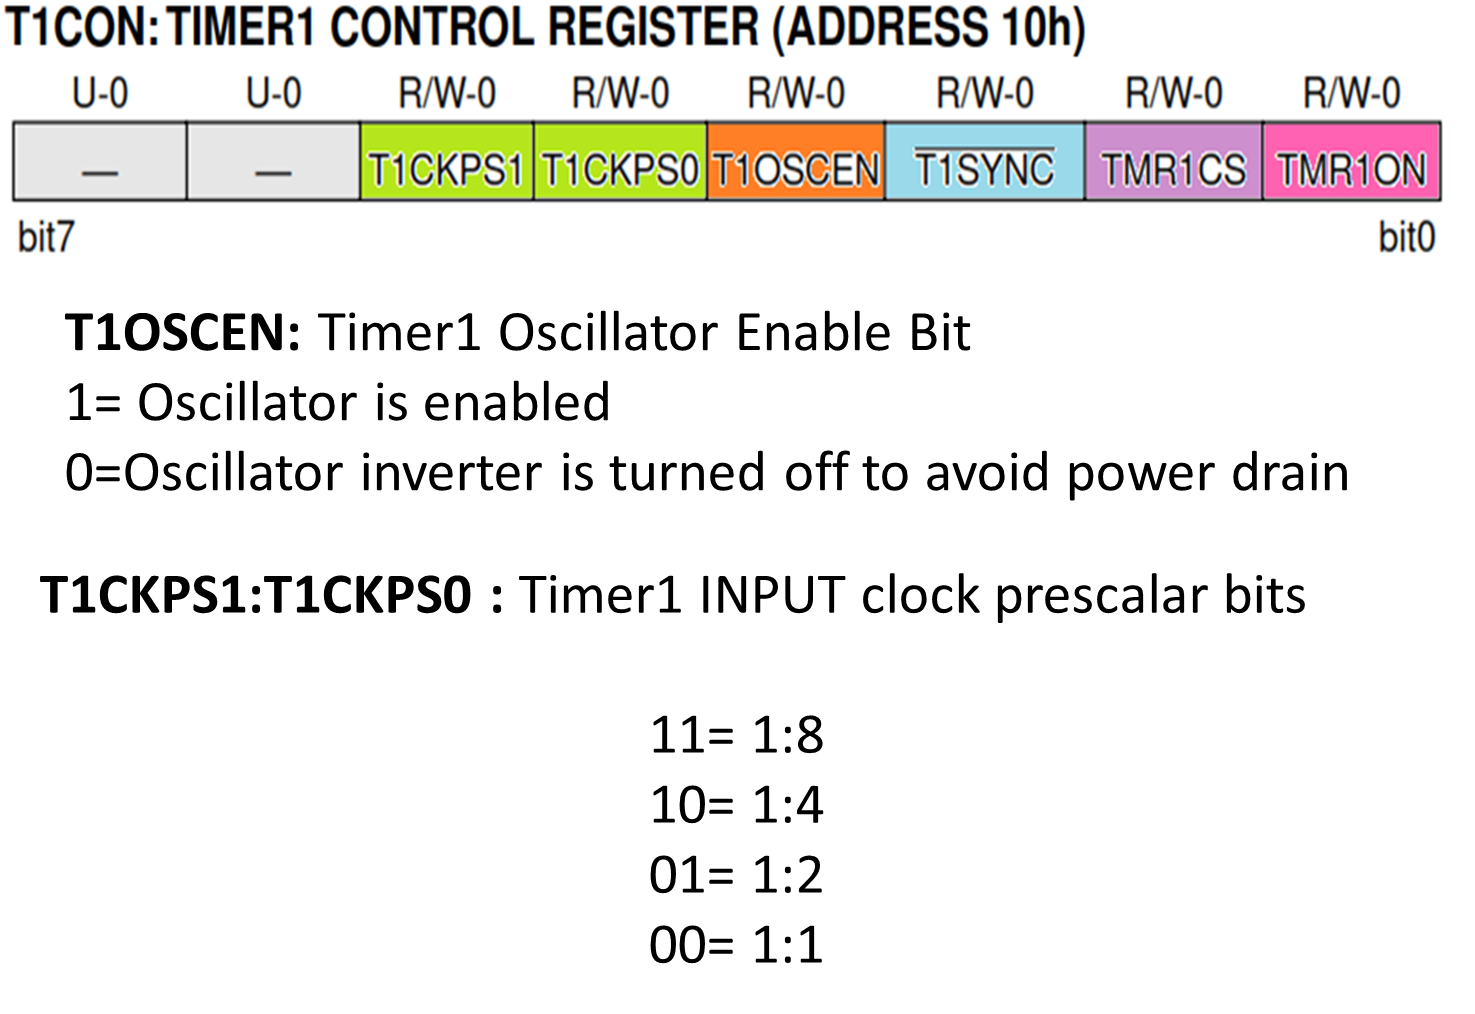 T1CON: TIMER1 CONTROL REGISTER (ADDRESS 10h)
U-0 U-0 R/W-0 R/W-0 R/W-0 R/W-0 R/W-0 R/W-0
— — T1CKPS1 T1CKPS0 T1OSCEN T1SYNC TMR1CS TMR1ON
bit7 bit0
T1OSCEN: Timer1 Oscillator Enable Bit
1= Oscillator is enabled
0=Oscillator inverter is turned off to avoid power drain
T1CKPS1:T1CKPS0 : Timer1 INPUT clock prescalar bits
11= 1:8
10= 1:4
01= 1:2
00= 1:1